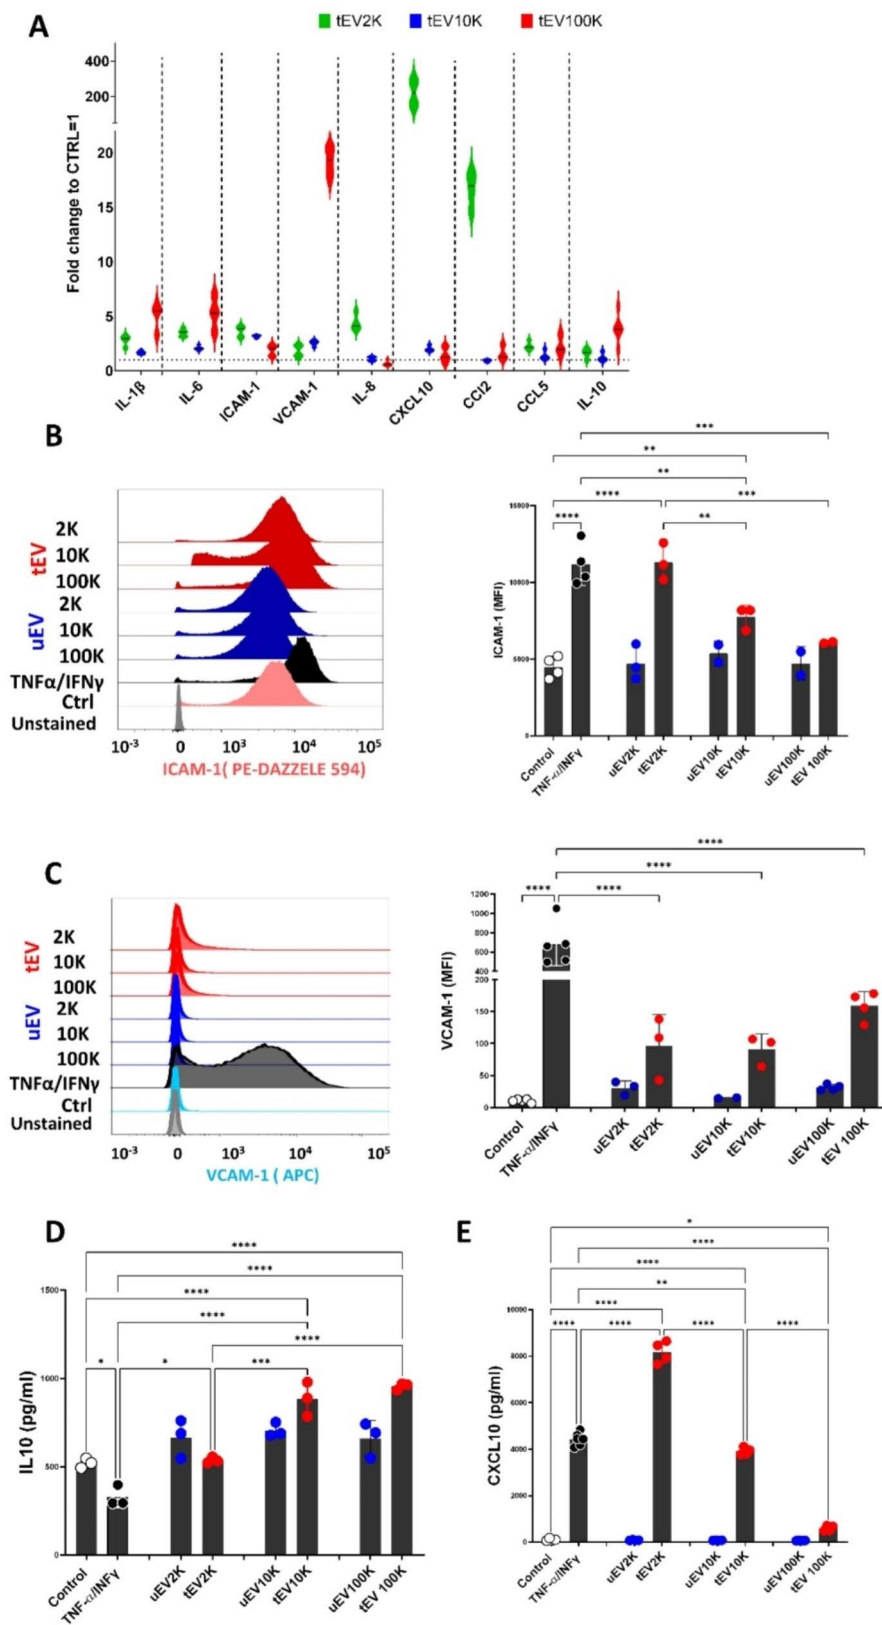 A
tEV2K tEV10K tEV100K
Fold change to CTRL=1
400
200
20
15
10
5
0
IL-1β IL-6 ICAM-1 VCAM-1 IL-8 CXCL10 CCl2 CCL5 IL-10
B
tEV
2K
10K
100K
uEV
2K
10K
100K
TNFα/IFNγ
Ctrl
Unstained
10-3 0 103 104 105
ICAM-1( PE-DAZZELE 594)
***
**
**
**** ***
**** **
ICAM-1 (MFI)
15000
10000
5000
0
Control TNF-α/INFγ uEV2K tEV2K uEV10K tEV10K uEV100K tEV 100K
C
tEV
2K
10K
100K
uEV
2K
10K
100K
TNFα/IFNγ
Ctrl
Unstained
10-3 0 103 104 105
VCAM-1 ( APC)
****
****
**** ****
VCAM-1 (MFI)
1200
1000
800
600
400
200
150
100
50
0
Control TNF-α/INFγ uEV2K tEV2K uEV10K tEV10K uEV100K tEV 100K
D
****
****
****
****
****
* * ***
IL10 (pg/ml)
1500
1000
500
0
Control TNF-α/INFγ uEV2K tEV2K uEV10K tEV10K uEV100K tEV 100K
E
*
****
****
**
****
**** **** **** ****
CXCL10 (pg/ml)
10000
8000
6000
4000
2000
0
Control TNF-α/INFγ uEV2K tEV2K uEV10K tEV10K uEV100K tEV 100K